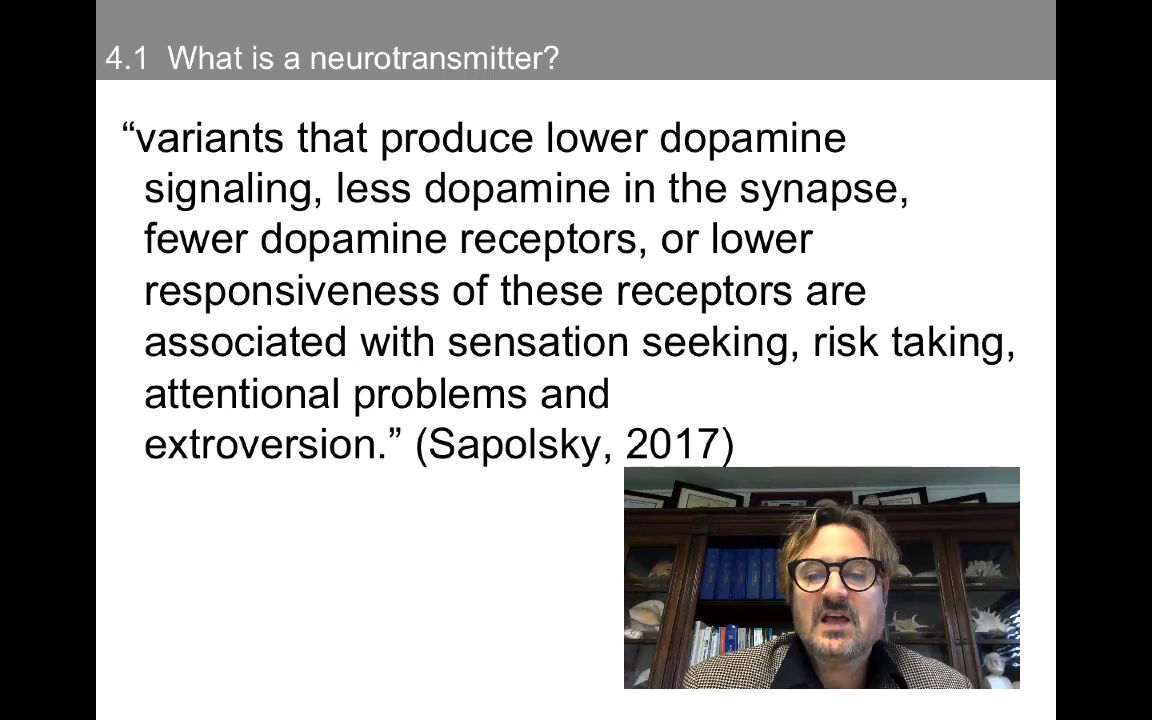 4.1 What is a neurotransmitter?
“variants that produce lower dopamine
signaling, less dopamine in the synapse,
fewer dopamine receptors, or lower
responsiveness of these receptors are
associated with sensation seeking, risk taking,
attentional problems and
extroversion.” (Sapolsky, 2017)